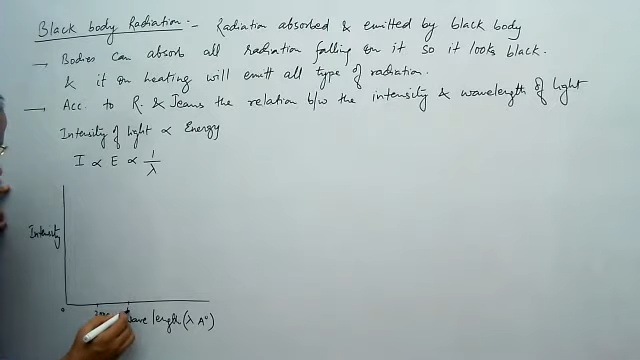 Black body Radiation :- Radiation absorbed & emitted by black body
→ Bodies can absorb all radiation falling on it so it looks black.
& it on heating will emitt all type of radiation.
→ Acc. to R. & Jeans the relation b/w the intensity & wavelength of light
Intensity of light ∝ Energy
I ∝ E ∝ 1/λ
Intensity
0
wave length (λ A°)